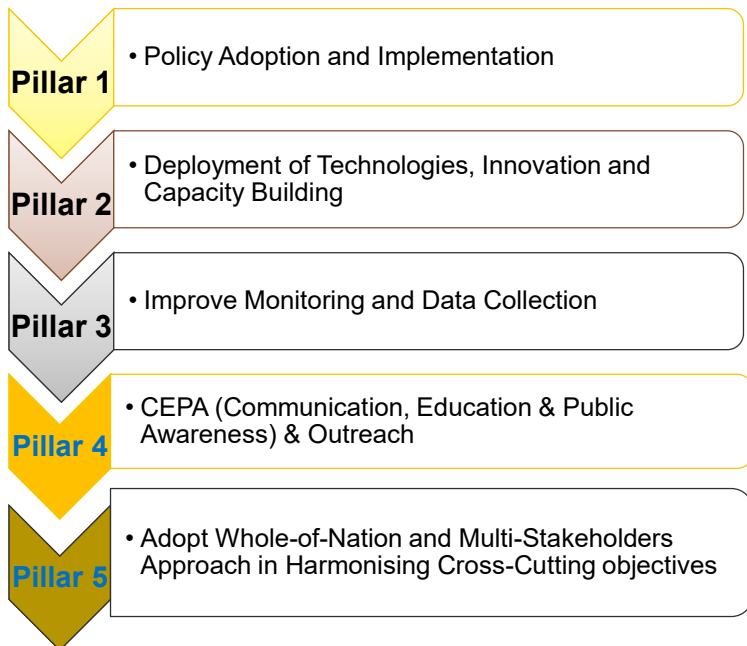 Pillar 1
• Policy Adoption and Implementation
Pillar 2
• Deployment of Technologies, Innovation and
Capacity Building
Pillar 3
• Improve Monitoring and Data Collection
Pillar 4
• CEPA (Communication, Education & Public
Awareness) & Outreach
Pillar 5
• Adopt Whole-of-Nation and Multi-Stakeholders
Approach in Harmonising Cross-Cutting objectives